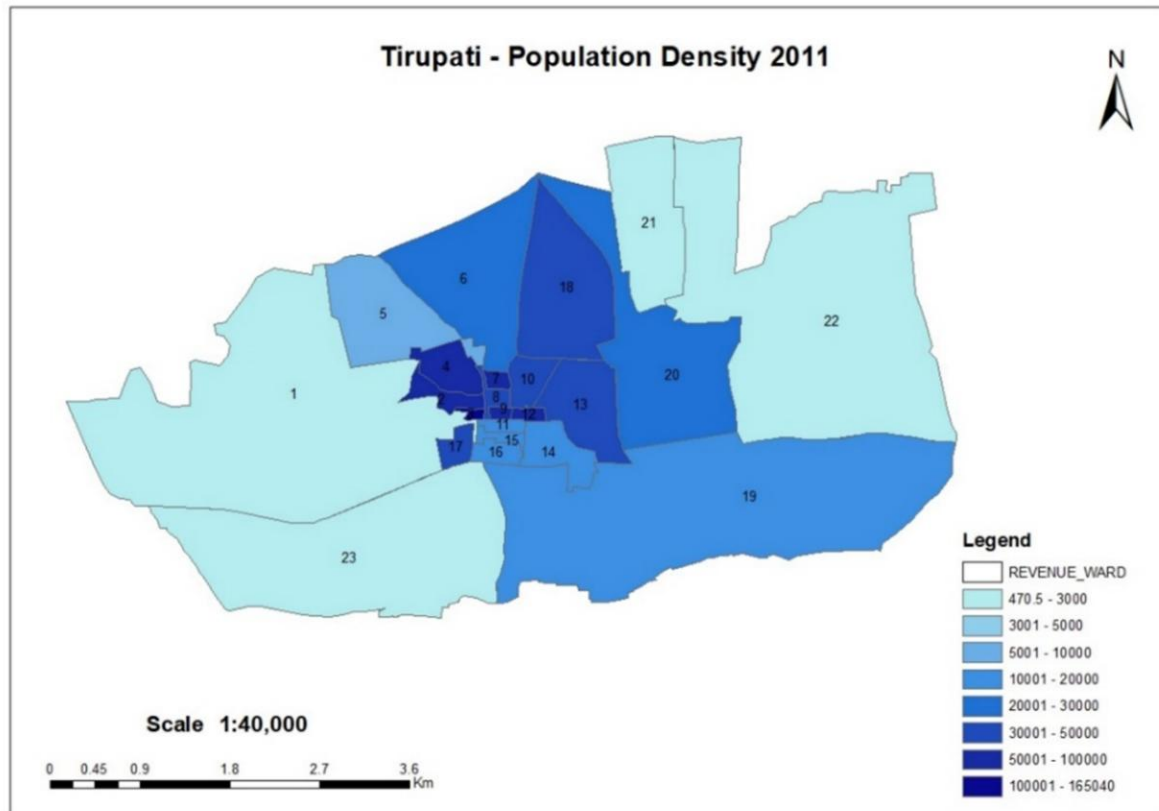 Tirupati - Population Density 2011
N
21
6
18
5
22
20
4
7
10
1
8
2
13
9
12
11
17
15
16
14
19
23
Legend
REVENUE_WARD
470.5 - 3000
3001 - 5000
5001 - 10000
10001 - 20000
20001 - 30000
30001 - 50000
50001 - 100000
100001 - 165040
Scale 1:40,000
0 0.45 0.9 1.8 2.7 3.6
Km